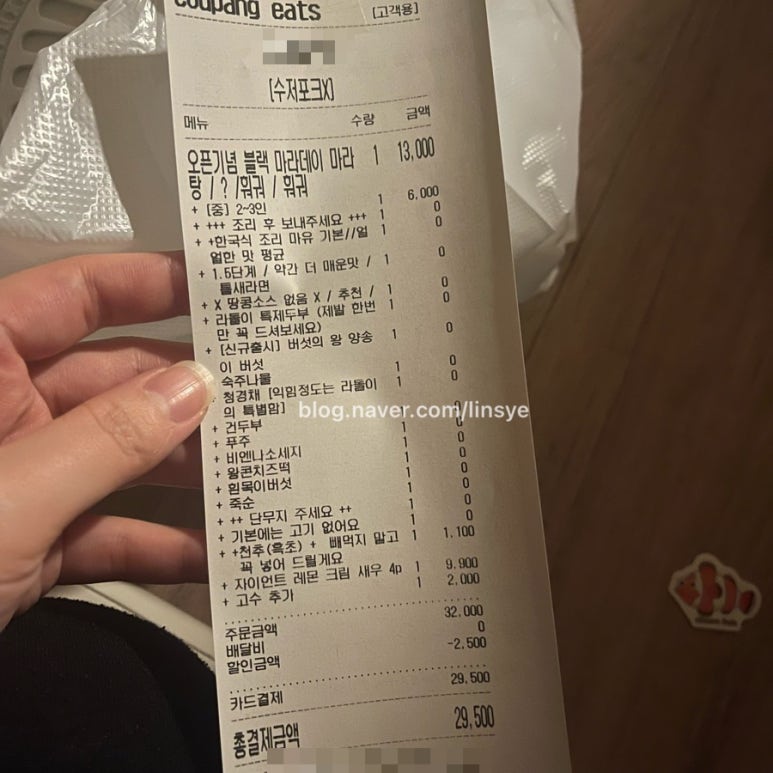 coupang eats [고객용]
[수저포크X]
메뉴 수량 금액
오픈기념 블랙 마라데이 마라 1 13,000
탕 / ? /훠궈 / 훠궈
+ [중] 2~3인 1 6,000
+ +++ 조리 후 보내주세요 +++ 1 0
+ +한국식 조리 마유 기본//얼 1 0
얼한 맛 평균
+ 1.5단계 / 약간 더 매운맛 / 1 0
틈새라면
+ X 땅콩소스 없음 X / 추천 / 1 0
+ 라돌이 특제두부 (제발 한번 1 0
만 꼭 드셔보세요)
+ [신규출시] 버섯의 왕 양송 1 0
이 버섯
숙주나물 1 0
청경채 [익힘정도는 라돌이 1 0
의 특별함]
blog.naver.com/linsye
+ 건두부 1 0
+ 푸주 1 0
+ 비엔나소세지 1 0
+ 왕콘치즈떡 1 0
+ 흰목이버섯 1 0
+ 죽순 1 0
+ ++ 단무지 주세요 ++ 1 0
+ 기본에는 고기 없어요 1 0
+ +천추(흑초) + 빼먹지 말고 1 1,100
꼭 넣어 드릴게요
+ 자이언트 레몬 크림 새우 4p 1 9,900
+ 고수 추가 1 2,000
주문금액 32,000
배달비 0
할인금액 -2,500
카드결제 29,500
총결제금액 29,500